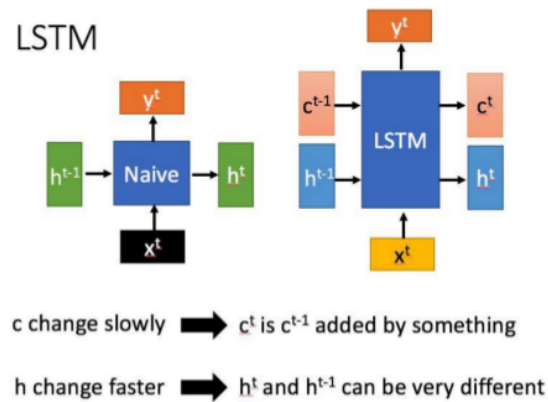 LSTM
yᵗ
hᵗ⁻¹
Naive
hᵗ
xᵗ
yᵗ
cᵗ⁻¹
cᵗ
LSTM
hᵗ⁻¹
hᵗ
xᵗ
c change slowly cᵗ is cᵗ⁻¹ added by something
h change faster hᵗ and hᵗ⁻¹ can be very different